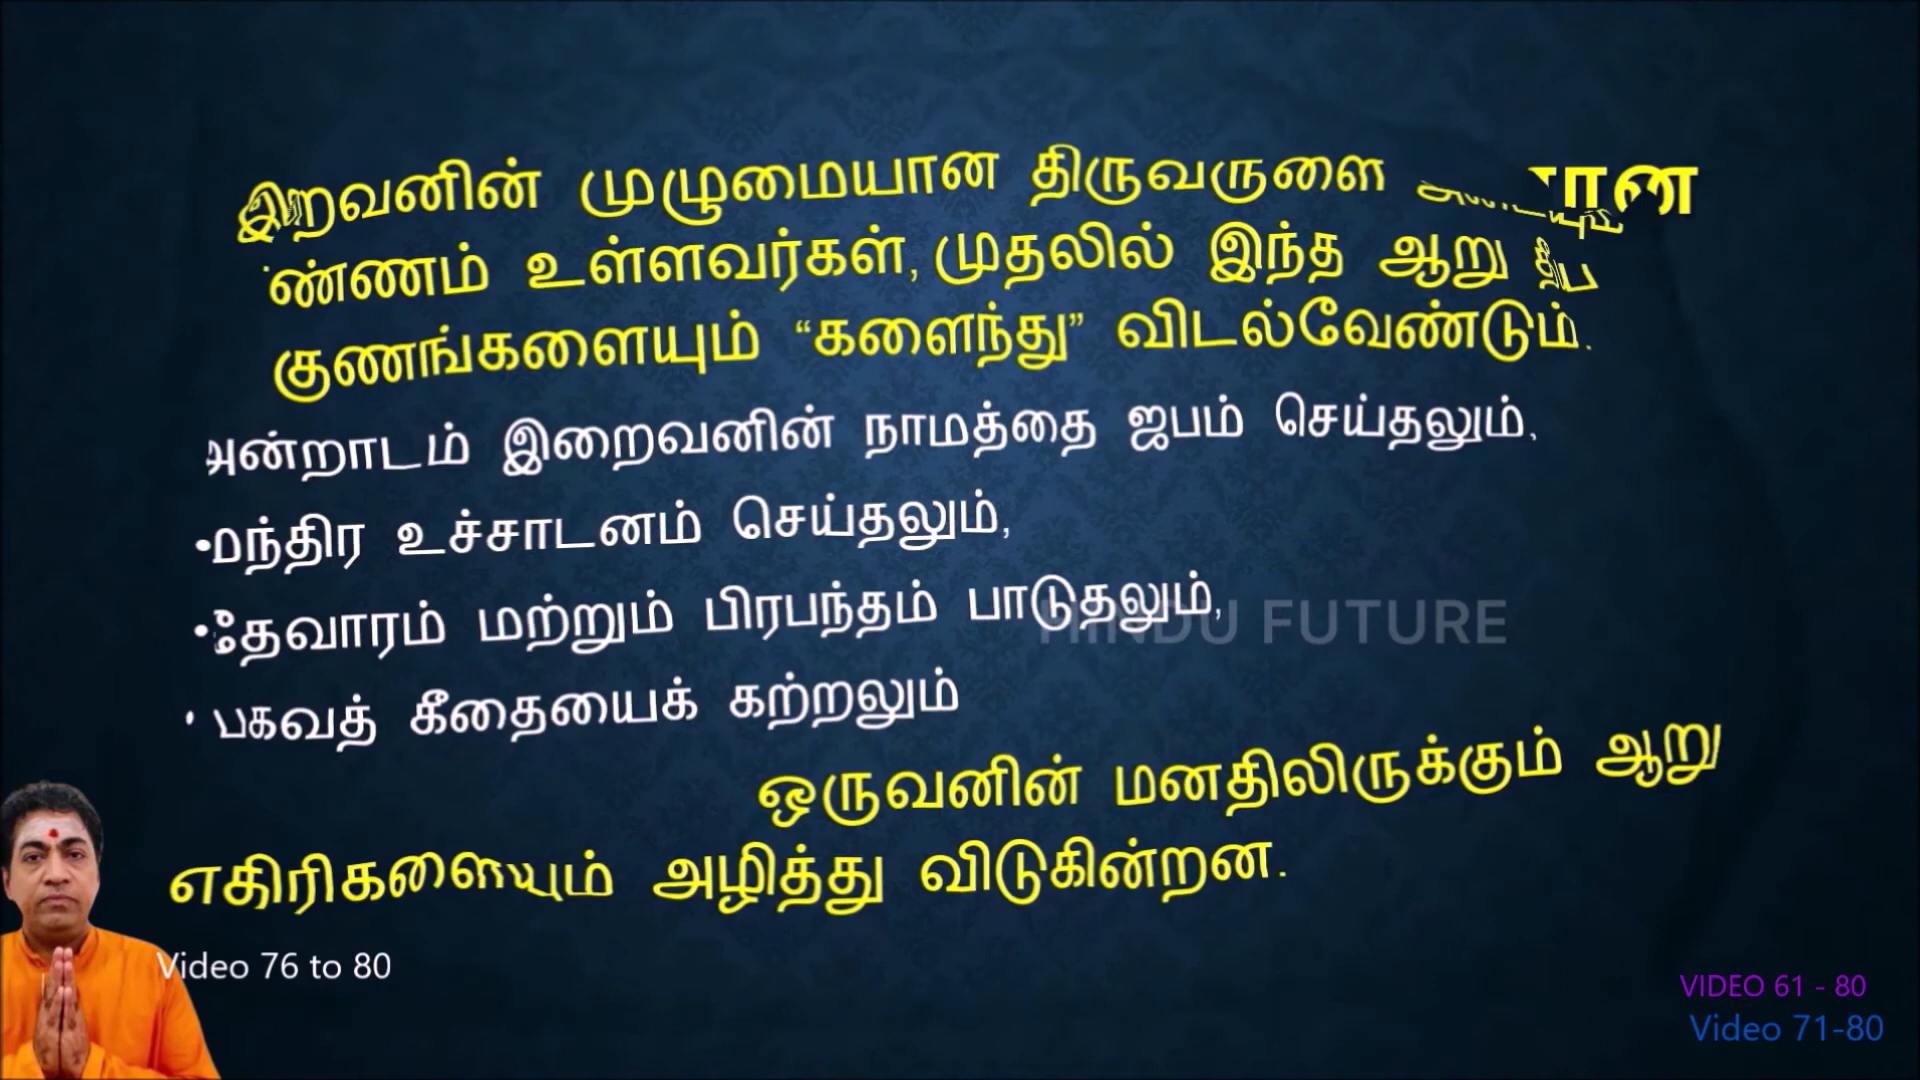 இறைவனின் முழுமையான திருவருளை
உள்ளவர்கள், முதலில் இந்த ஆறு
குணங்களையும் “களைந்து” விடல்வேண்டும்.
அன்றாடம் இறைவனின் நாமத்தை ஜபம் செய்தலும்,
•மந்திர உச்சாடனம் செய்தலும்,
•தேவாரம் மற்றும் பிரபந்தம் பாடுதலும்,
HINDU FUTURE
• பகவத் கீதையைக் கற்றலும்
ஒருவனின் மனதிலிருக்கும் ஆறு
எதிரிகளையும் அழித்து விடுகின்றன.
Video 76 to 80
VIDEO 61 - 80
Video 71-80